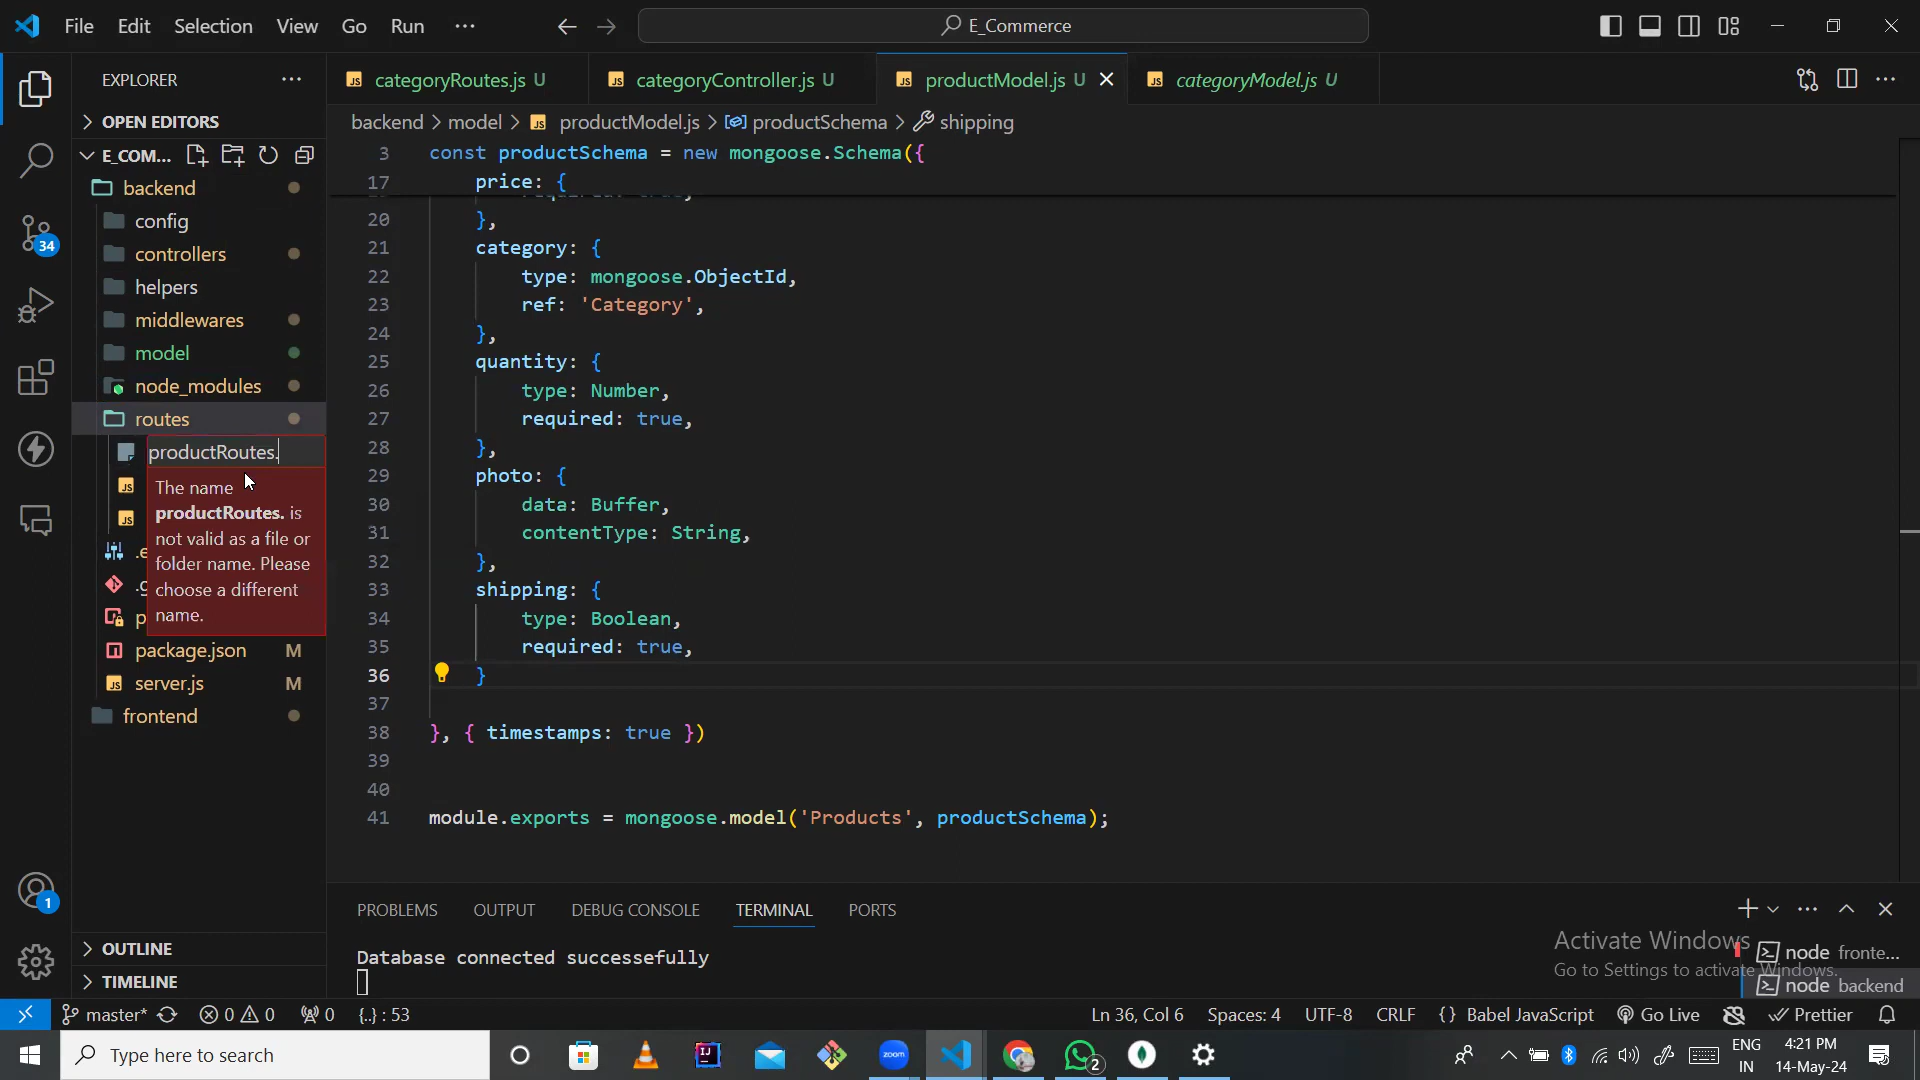 File Edit Selection View Go Run ···
E_Commerce
EXPLORER
categoryRoutes.js U
categoryController.js U
productModel.js U
categoryModel.js U
OPEN EDITORS
backend > model > productModel.js > productSchema > shipping
E_COM...
backend
config
controllers
helpers
middlewares
model
node_modules
routes
productRoutes.
The name
productRoutes. is
not valid as a file or
folder name. Please
choose a different
name.
package.json M
server.js M
frontend
OUTLINE
TIMELINE
34
1
3 const productSchema = new mongoose.Schema({
17 price: {
20 },
21 category: {
22 type: mongoose.ObjectId,
23 ref: 'Category',
24 },
25 quantity: {
26 type: Number,
27 required: true,
28 },
29 photo: {
30 data: Buffer,
31 contentType: String,
32 },
33 shipping: {
34 type: Boolean,
35 required: true,
36 }
37
38 }, { timestamps: true })
39
40
41 module.exports = mongoose.model('Products', productSchema);
PROBLEMS OUTPUT DEBUG CONSOLE TERMINAL PORTS
Database connected successefully
Activate Windows
Go to Settings to activate Windows.
node fronte...
node backend
master* 0 0 0 {..} : 53
Ln 36, Col 6 Spaces: 4 UTF-8 CRLF {} Babel JavaScript Go Live Prettier
Type here to search
zoom
2
ENG
IN
4:21 PM
14-May-24